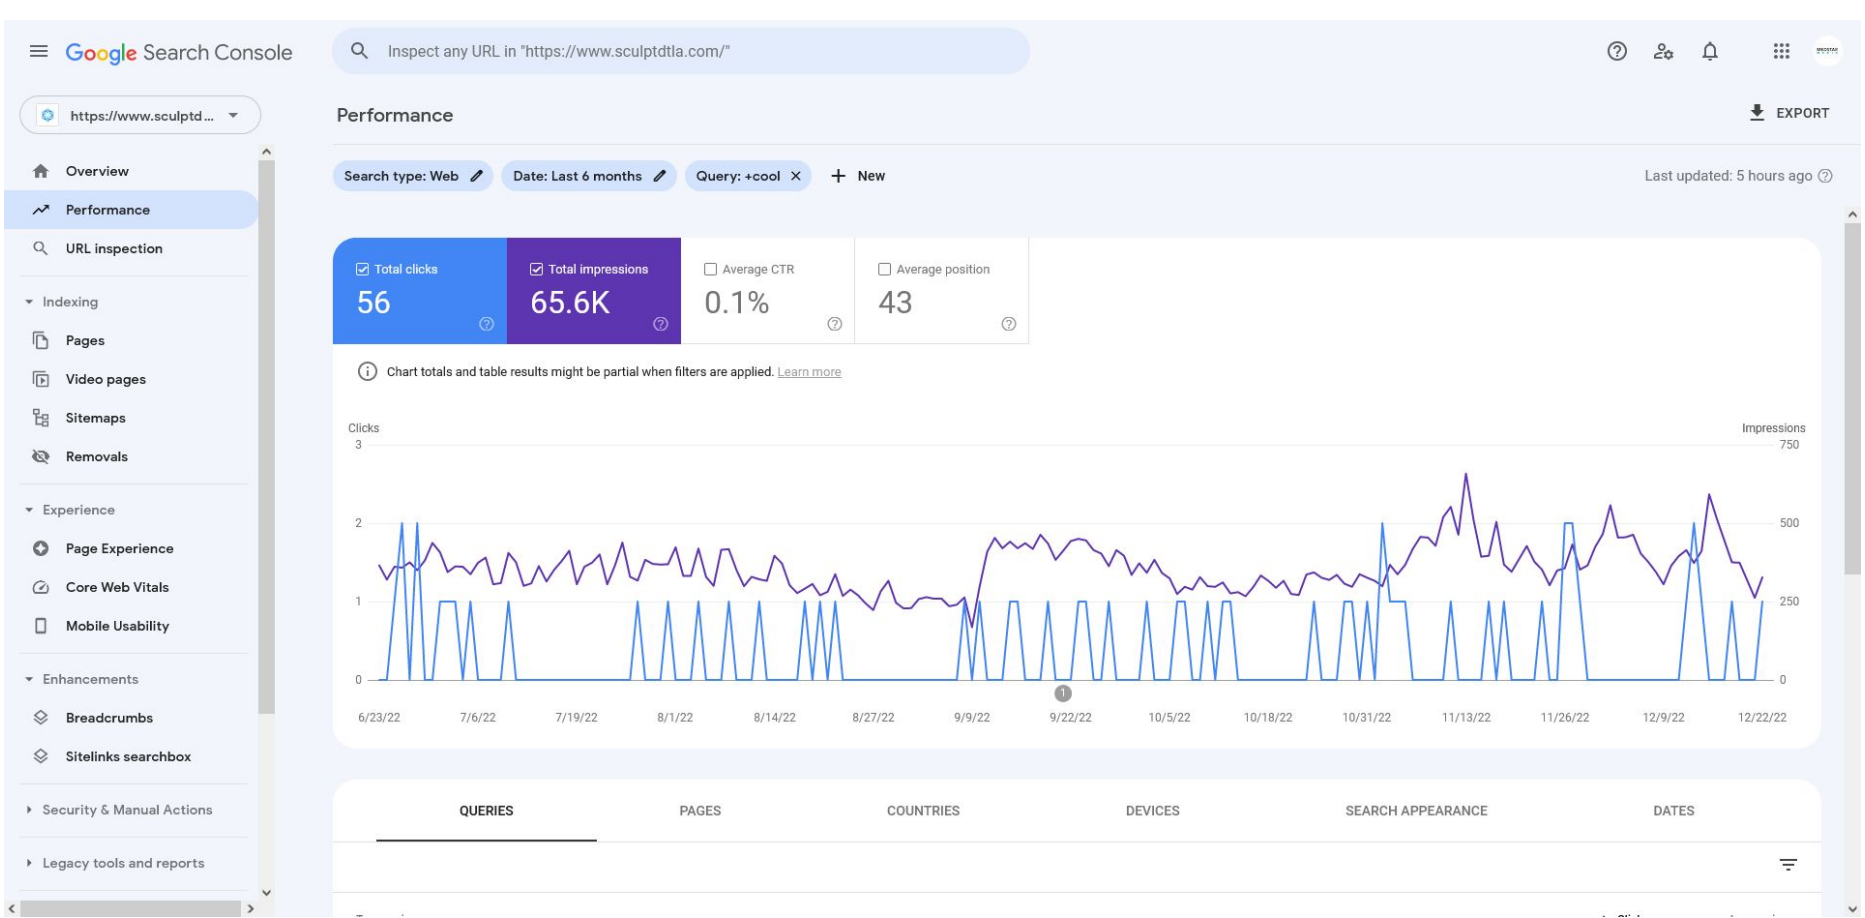 Google Search Console
Inspect any URL in "https://www.sculptdtla.com/"
https://www.sculptd...
Performance
EXPORT
Overview
Performance
URL inspection
Indexing
Pages
Video pages
Sitemaps
Removals
Experience
Page Experience
Core Web Vitals
Mobile Usability
Enhancements
Breadcrumbs
Sitelinks searchbox
Security & Manual Actions
Legacy tools and reports
Search type: Web
Date: Last 6 months
Query: +cool
New
Last updated: 5 hours ago
Total clicks
56
Total impressions
65.6K
Average CTR
0.1%
Average position
43
Chart totals and table results might be partial when filters are applied. Learn more
Clicks
Impressions
3
750
2
500
1
250
0
0
1
6/23/22 7/6/22 7/19/22 8/1/22 8/14/22 8/27/22 9/9/22 9/22/22 10/5/22 10/18/22 10/31/22 11/13/22 11/26/22 12/9/22 12/22/22
QUERIES PAGES COUNTRIES DEVICES SEARCH APPEARANCE DATES